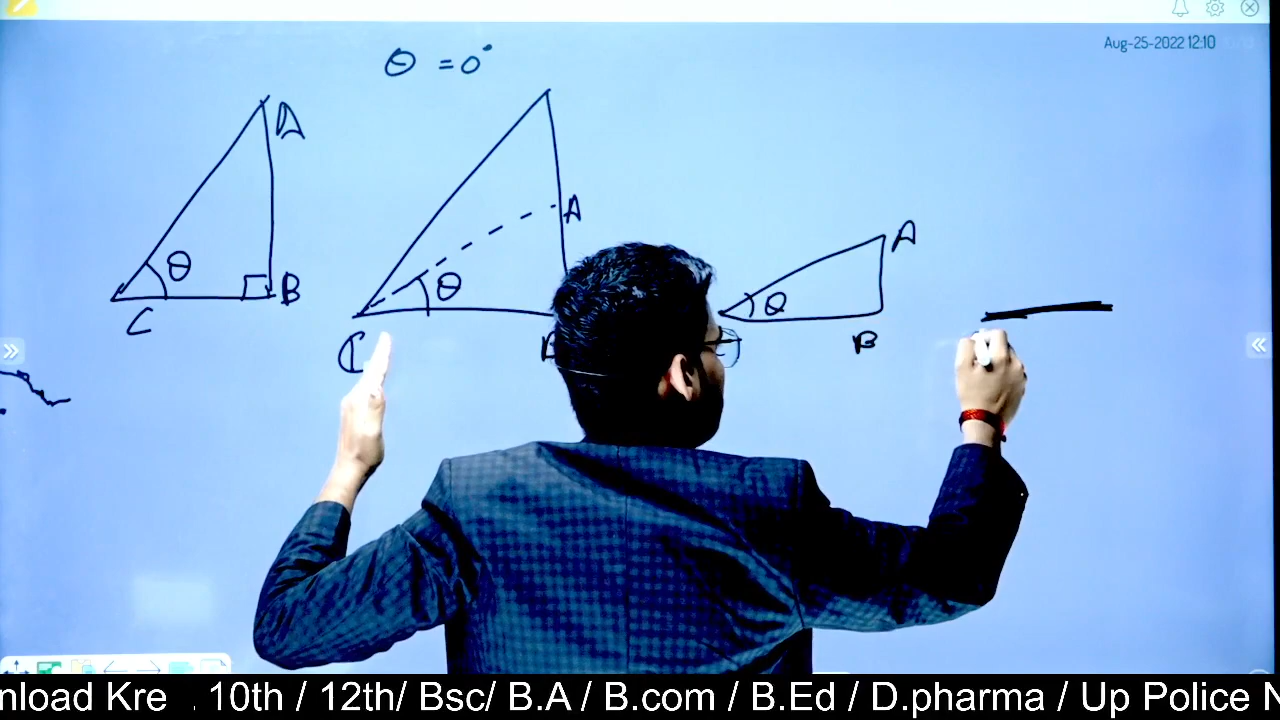 Aug-25-2022 12:10
θ = 0°
A
θ
B
C
A
θ
C
A
θ
B
nload Kre . 10th / 12th/ Bsc/ B.A / B.com / B.Ed / D.pharma / Up Police N